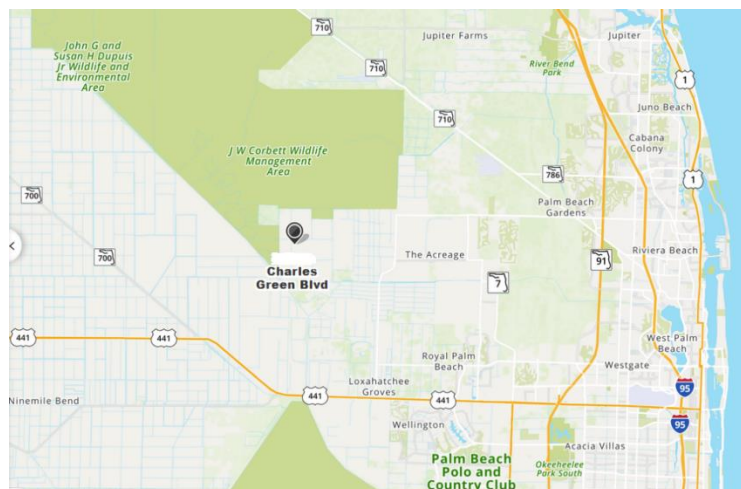 John G and
Susan H Dupuis
Jr Wildlife and
Environmental
Area
710
Jupiter Farms
Jupiter
River Bend
Park
710
1
Juno Beach
710
Cabana
Colony
J W Corbett Wildlife
Management
Area
786
1
700
Palm Beach
Gardens
Riviera Beach
700
The Acreage
91
Charles
Green Blvd
7
441
441
West Palm
Beach
Royal Palm
Beach
Westgate
Loxahatchee
Groves
95
Ninemile Bend
441
441
95
Wellington
Acacia Villas
Palm Beach
Polo and
Country Club
Okeeheelee
Park South